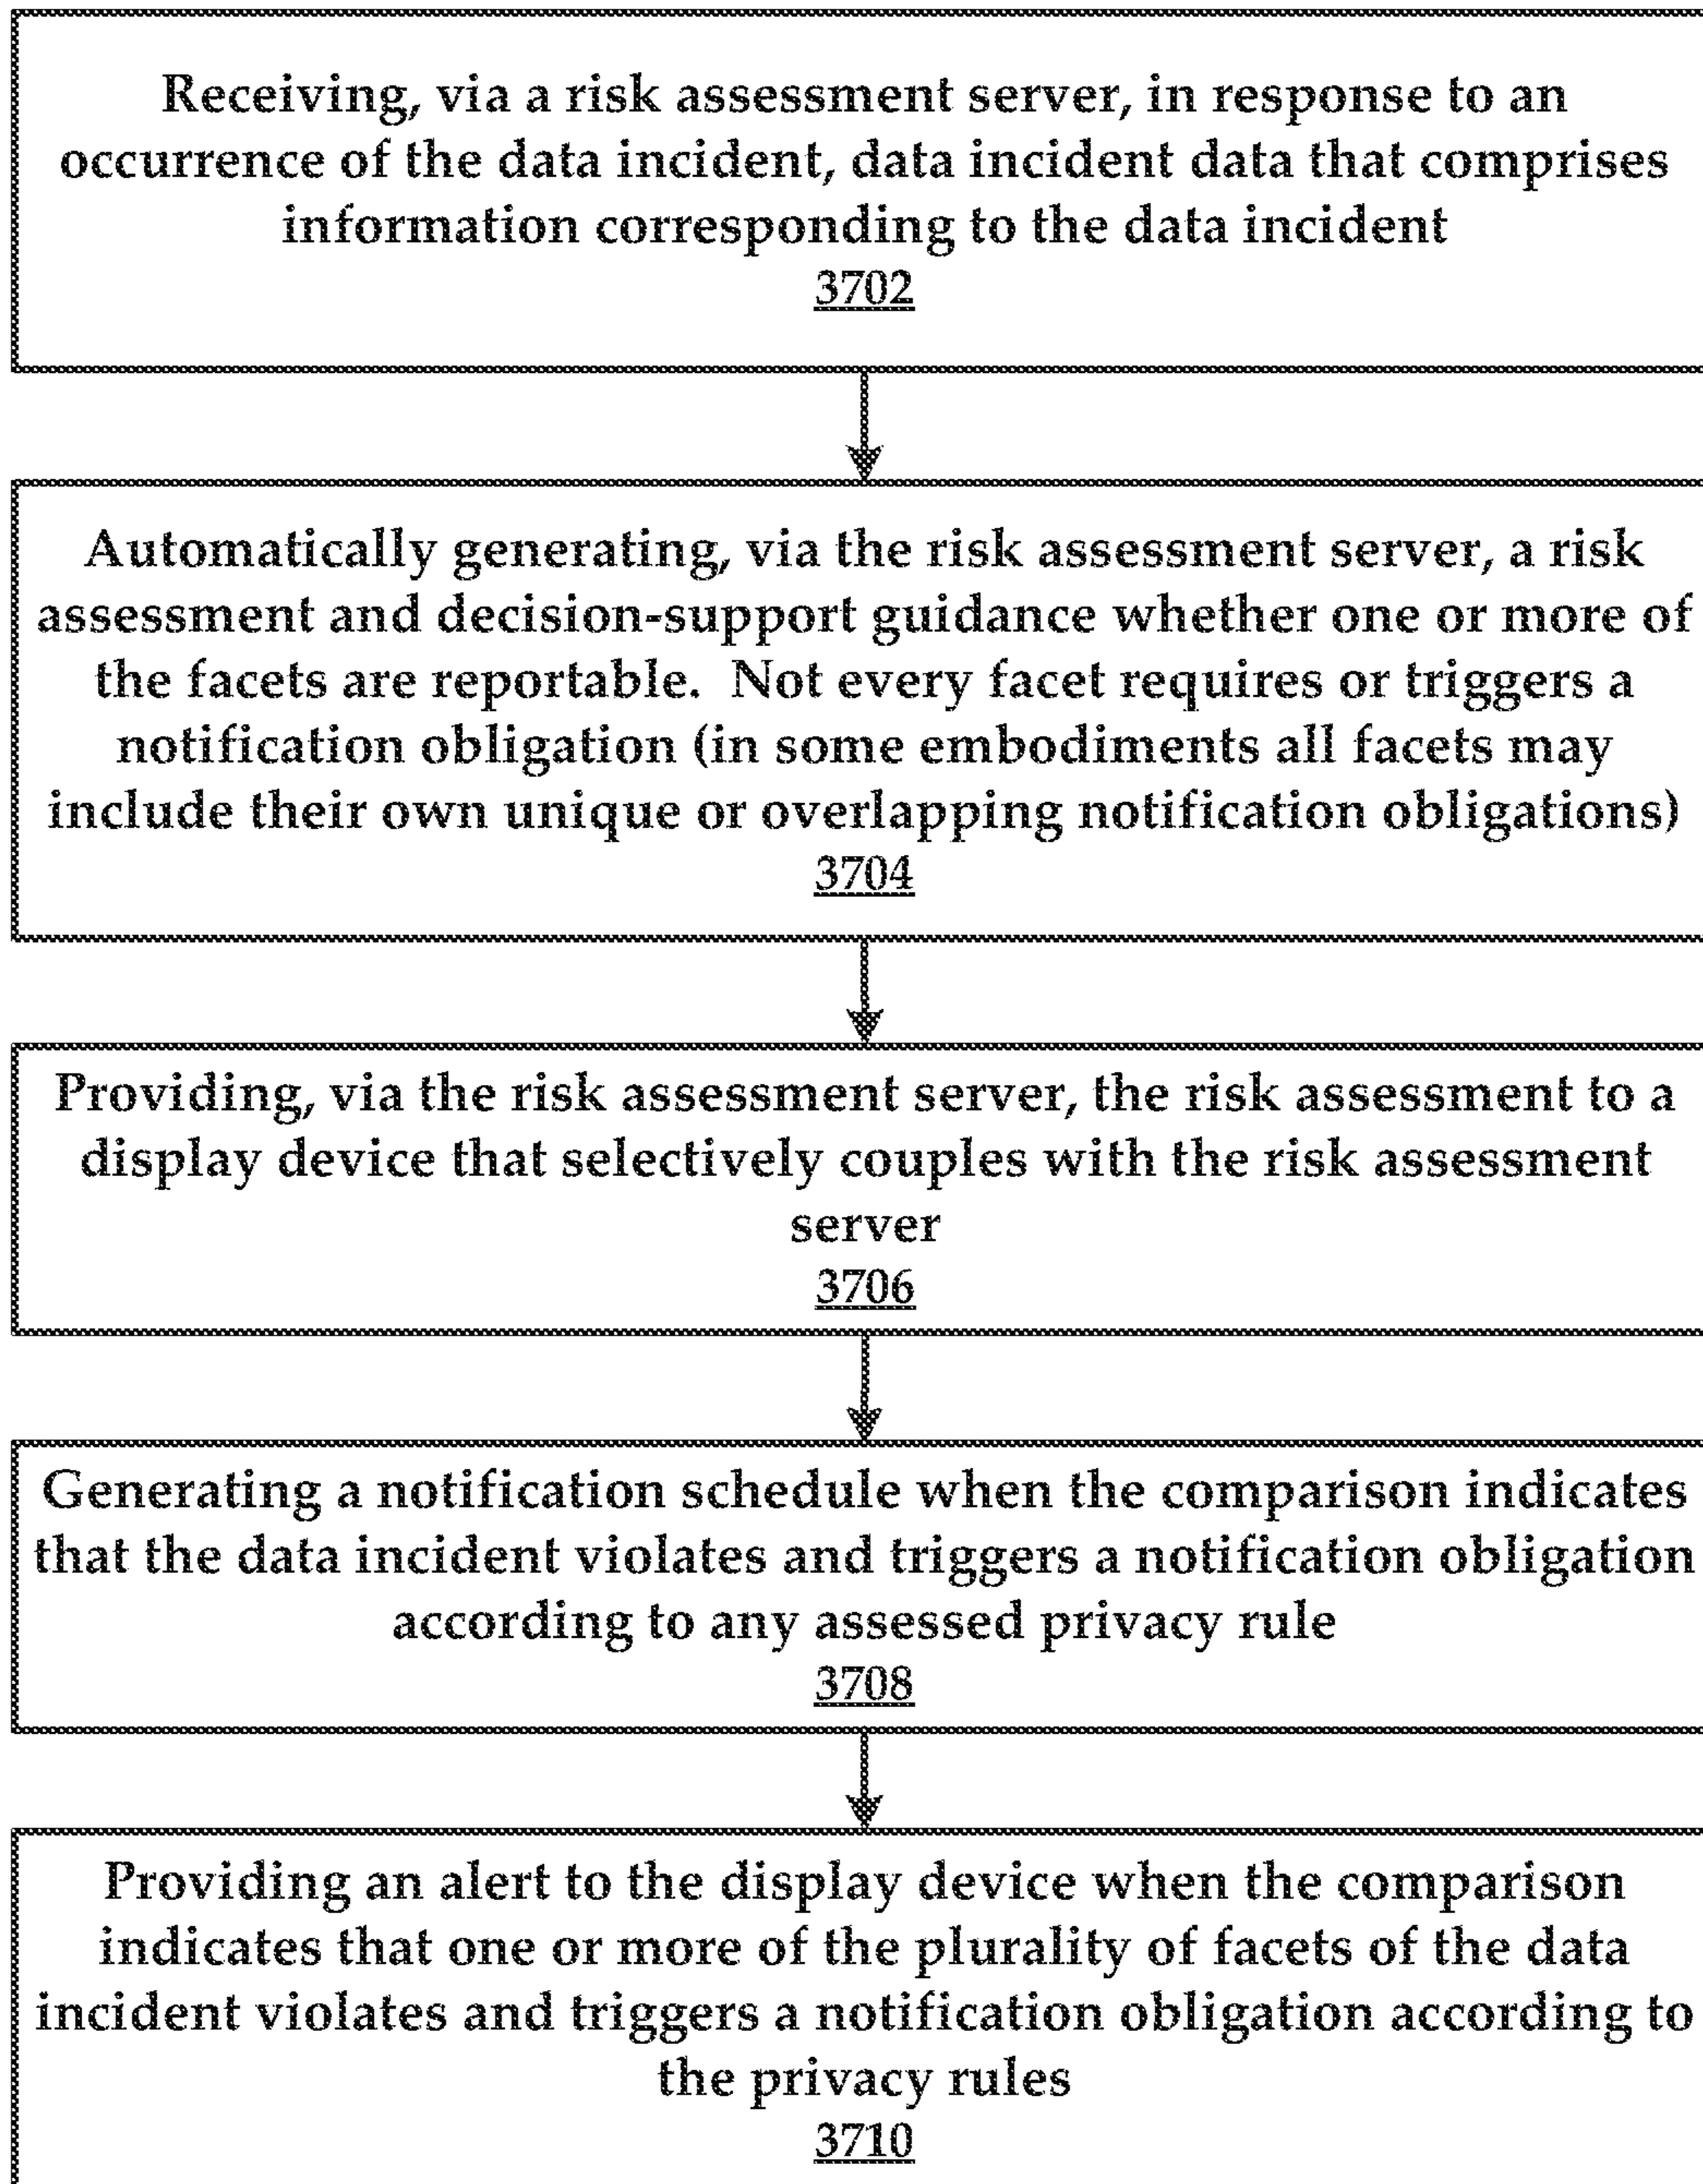 Receiving, via a risk assessment server, in response to an
occurrence of the data incident, data incident data that comprises
information corresponding to the data incident
3702
Automatically generating, via the risk assessment server, a risk
assessment and decision-support guidance whether one or more of
the facets are reportable.  Not every facet requires or triggers a
notification obligation (in some embodiments all facets may
include their own unique or overlapping notification obligations)
3704
Providing, via the risk assessment server, the risk assessment to a
display device that selectively couples with the risk assessment
server
3706
Generating a notification schedule when the comparison indicates
that the data incident violates and triggers a notification obligation
according to any assessed privacy rule
3708
Providing an alert to the display device when the comparison
indicates that one or more of the plurality of facets of the data
incident violates and triggers a notification obligation according to
the privacy rules
3710